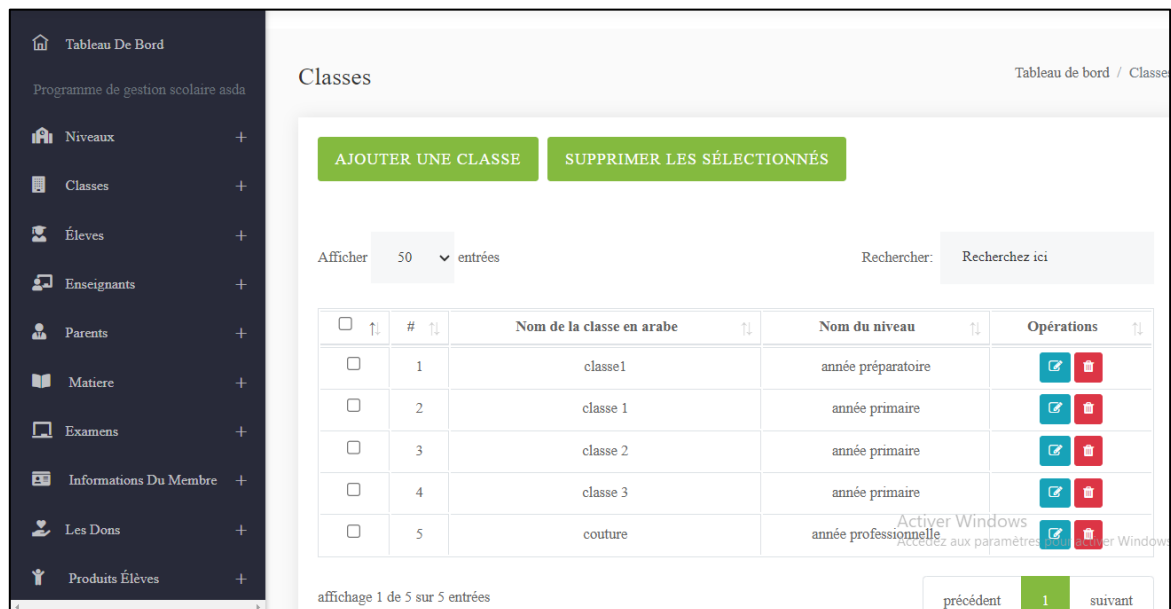 Tableau De Bord
Programme de gestion scolaire asda
Niveaux +
Classes +
Éleves +
Enseignants +
Parents +
Matiere +
Examens +
Informations Du Membre +
Les Dons +
Produits Élèves +
Classes
Tableau de bord / Classes
AJOUTER UNE CLASSE SUPPRIMER LES SÉLECTIONNÉS
Afficher 50 entrées Rechercher: Recherchez ici
# Nom de la classe en arabe Nom du niveau Opérations
1 classe1 année préparatoire
2 classe 1 année primaire
3 classe 2 année primaire
4 classe 3 année primaire
5 couture année professionnelle
Activer Windows
Accédez aux paramètres pour activer Windows
affichage 1 de 5 sur 5 entrées
précédent 1 suivant